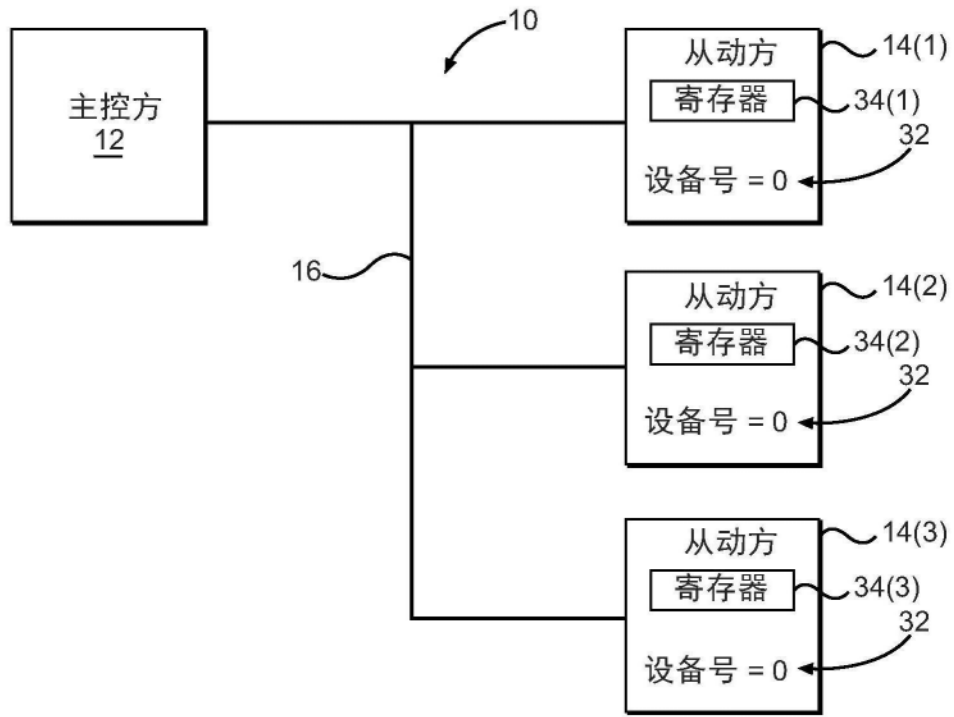 10
主控方
12
16
从动方
寄存器
设备号 = 0
14(1)
34(1)
32
从动方
寄存器
设备号 = 0
14(2)
34(2)
32
从动方
寄存器
设备号 = 0
14(3)
34(3)
32